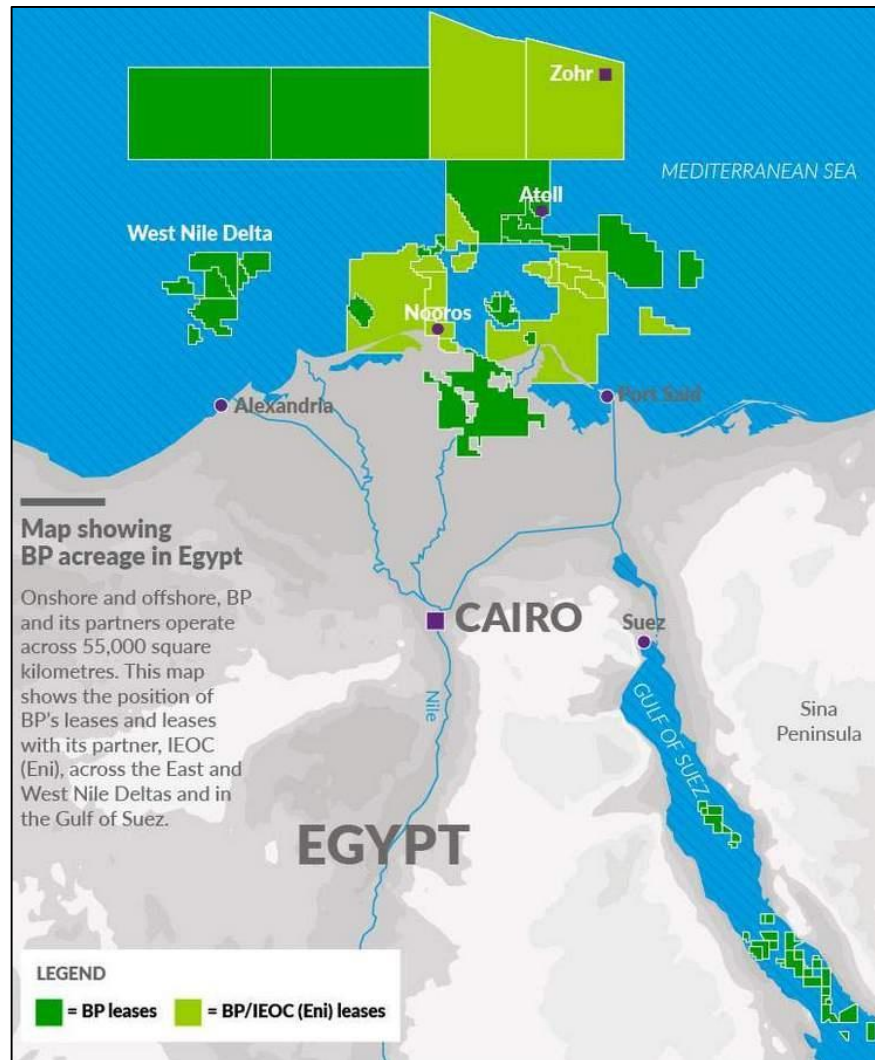 Zohr
MEDITERRANEAN SEA
Atoll
West Nile Delta
Nooros
Alexandria
Port Said
Map showing
BP acreage in Egypt
Onshore and offshore, BP
and its partners operate
across 55,000 square
kilometres. This map
shows the position of
BP's leases and leases
with its partner, IEOC
(Eni), across the East and
West Nile Deltas and in
the Gulf of Suez.
CAIRO
Suez
Nile
GULF OF SUEZ
Sina
Peninsula
EGYPT
LEGEND
= BP leases = BP/IEOC (Eni) leases